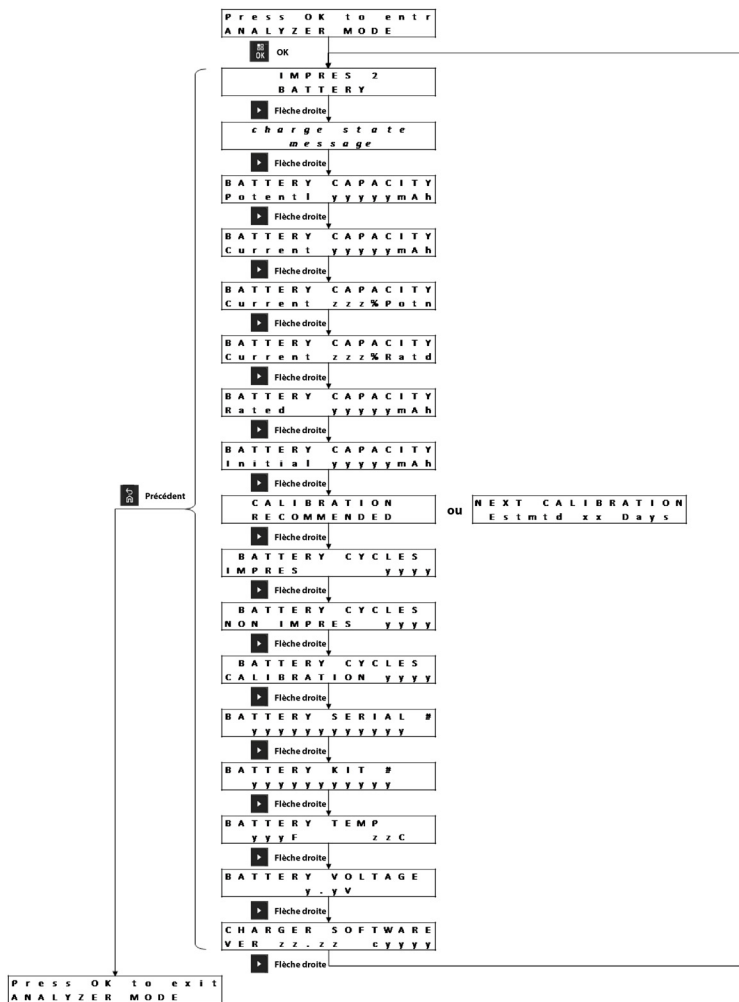 Press OK to entr
ANALYZER MODE
OK
OK
IMPRES 2
BATTERY
Flèche droite
charge state
message
Flèche droite
BATTERY CAPACITY
Potentl yyyyymAh
Flèche droite
BATTERY CAPACITY
Current yyyyymAh
Flèche droite
BATTERY CAPACITY
Current zzz%Potn
Flèche droite
BATTERY CAPACITY
Current zzz%Ratd
Flèche droite
BATTERY CAPACITY
Rated yyyyymAh
Flèche droite
BATTERY CAPACITY
Initial yyyyymAh
Flèche droite
Précédent
CALIBRATION
RECOMMENDED
ou
NEXT CALIBRATION
Estmtd xx Days
Flèche droite
BATTERY CYCLES
IMPRES yyyy
Flèche droite
BATTERY CYCLES
NON IMPRES yyyy
Flèche droite
BATTERY CYCLES
CALIBRATION yyyy
Flèche droite
BATTERY SERIAL #
yyyyyyyyyyyy
Flèche droite
BATTERY KIT #
yyyyyyyyyyy
Flèche droite
BATTERY TEMP
yyyF zzC
Flèche droite
BATTERY VOLTAGE
y.yV
Flèche droite
CHARGER SOFTWARE
VER zz.zz cyyyy
Flèche droite
Press OK to exit
ANALYZER MODE